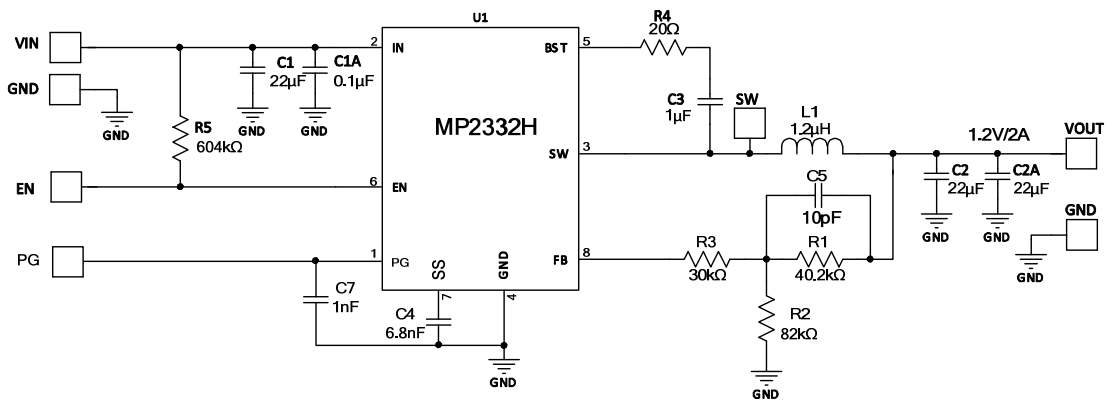 U1
R4
20Ω
VIN
2
IN
BST
5
C1
22µF
C1A
0.1µF
GND
GND
GND
GND
C3
1µF
SW
MP2332H
L1
1.2µH
R5
604kΩ
SW
3
1.2V/2A
VOUT
C5
10pF
C2
22µF
C2A
22µF
EN
6
EN
GND
GND
GND
GND
PG
1
PG
SS
GND
FB
8
R3
30kΩ
R1
40.2kΩ
7
4
C7
1nF
C4
6.8nF
R2
82kΩ
GND
GND